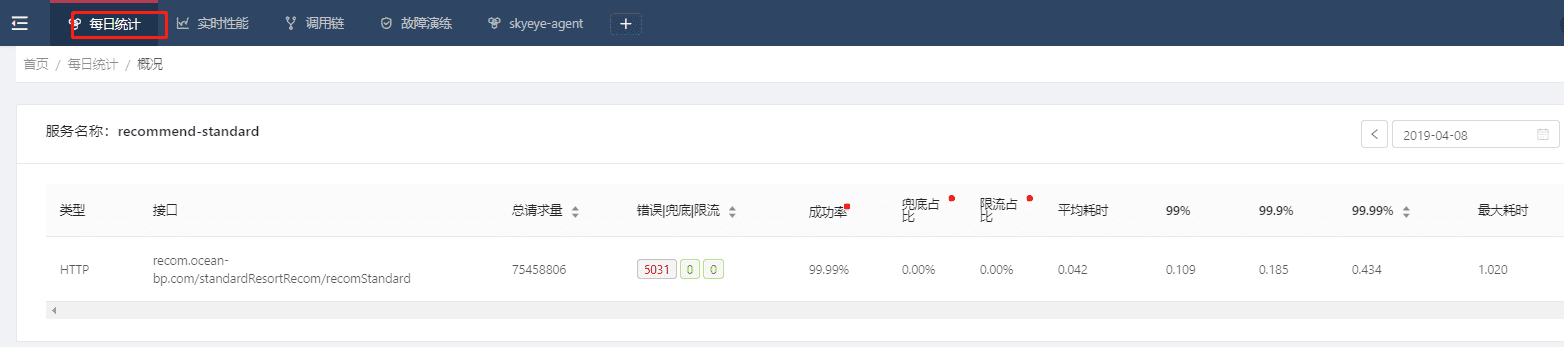 每日统计 实时性能 调用链 故障演练 skyeye-agent
首页 / 每日统计 / 概况
服务名称：recommend-standard
2019-04-08
类型 接口 总请求量 错误|兜底|限流 成功率 兜底占比 限流占比 平均耗时 99% 99.9% 99.99% 最大耗时
HTTP recom.ocean-bp.com/standardResortRecom/recomStandard 75458806 5031 0 0 99.99% 0.00% 0.00% 0.042 0.109 0.185 0.434 1.020